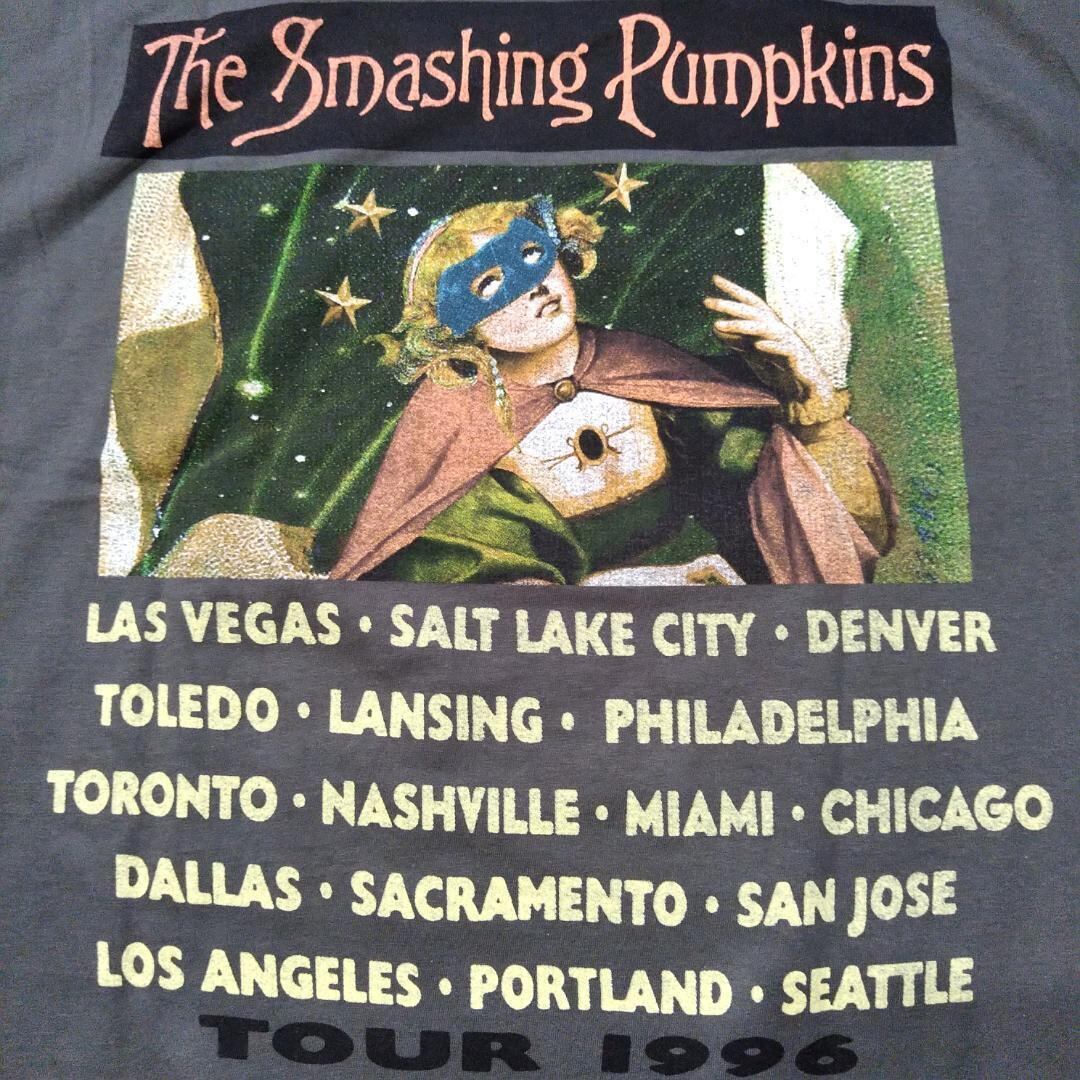 The Smashing Pumpkins
LAS VEGAS • SALT LAKE CITY • DENVER
TOLEDO • LANSING • PHILADELPHIA
TORONTO • NASHVILLE • MIAMI • CHICAGO
DALLAS • SACRAMENTO • SAN JOSE
LOS ANGELES • PORTLAND • SEATTLE
TOUR 1996